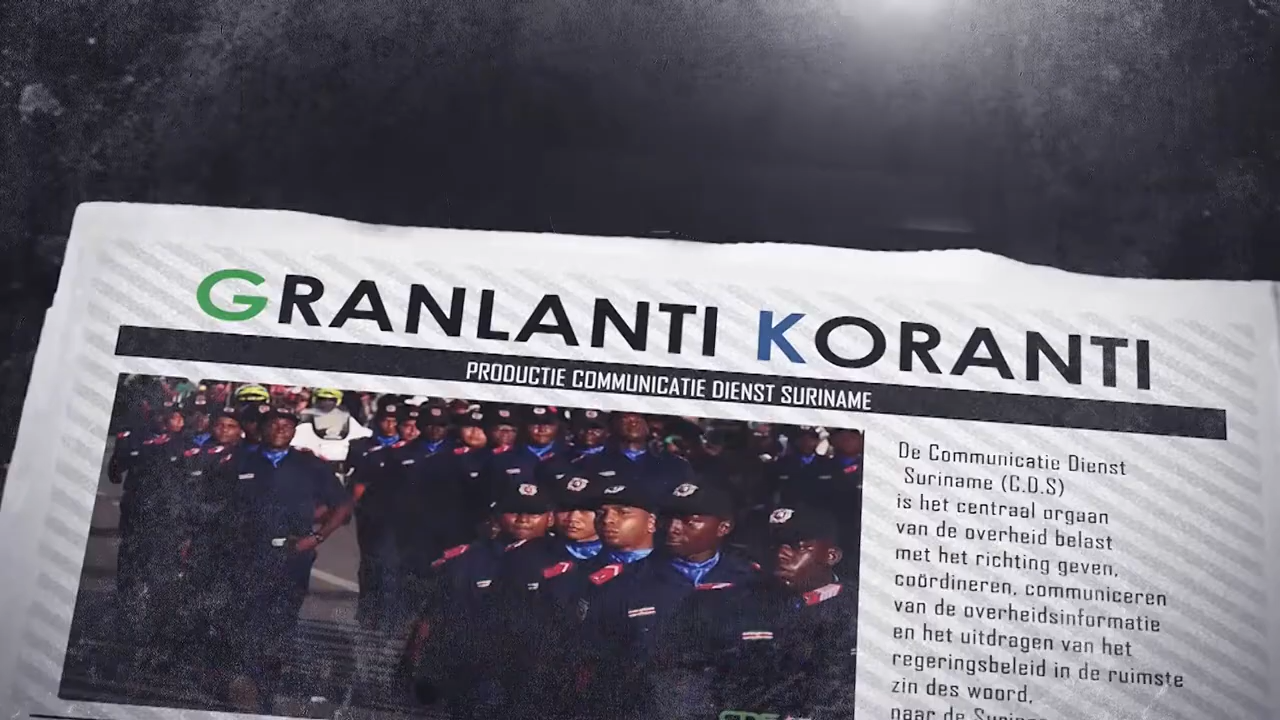 GRANLANTI KORANTI
PRODUCTIE COMMUNICATIE DIENST SURINAME
De Communicatie Dienst
Suriname (C.D.S)
is het centraal orgaan
van de overheid belast
met het richting geven,
coördineren, communiceren
van de overheidsinformatie
en het uitdragen van het
regeringsbeleid in de ruimste
zin des woord,
naar de